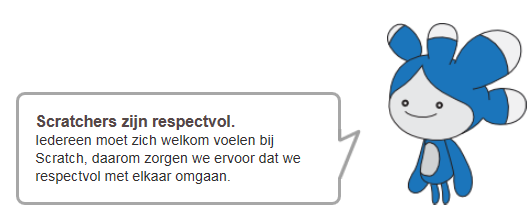 Scratchers zijn respectvol.
Iedereen moet zich welkom voelen bij
Scratch, daarom zorgen we ervoor dat we
respectvol met elkaar omgaan.